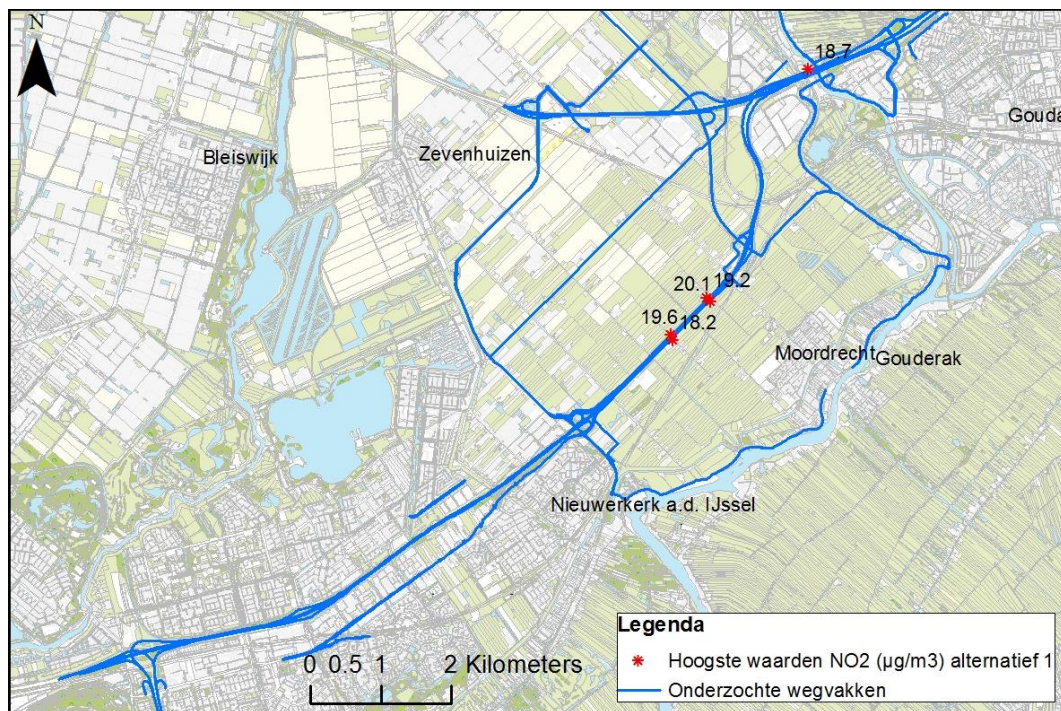 N
18.7
Gouda
Bleiswijk
Zevenhuizen
20.1 19.2
19.6 18.2
Moordrecht Gouderak
Nieuwerkerk a.d. IJssel
Legenda
Hoogste waarden NO2 (µg/m3) alternatief 1
Onderzochte wegvakken
0 0.5 1 2 Kilometers